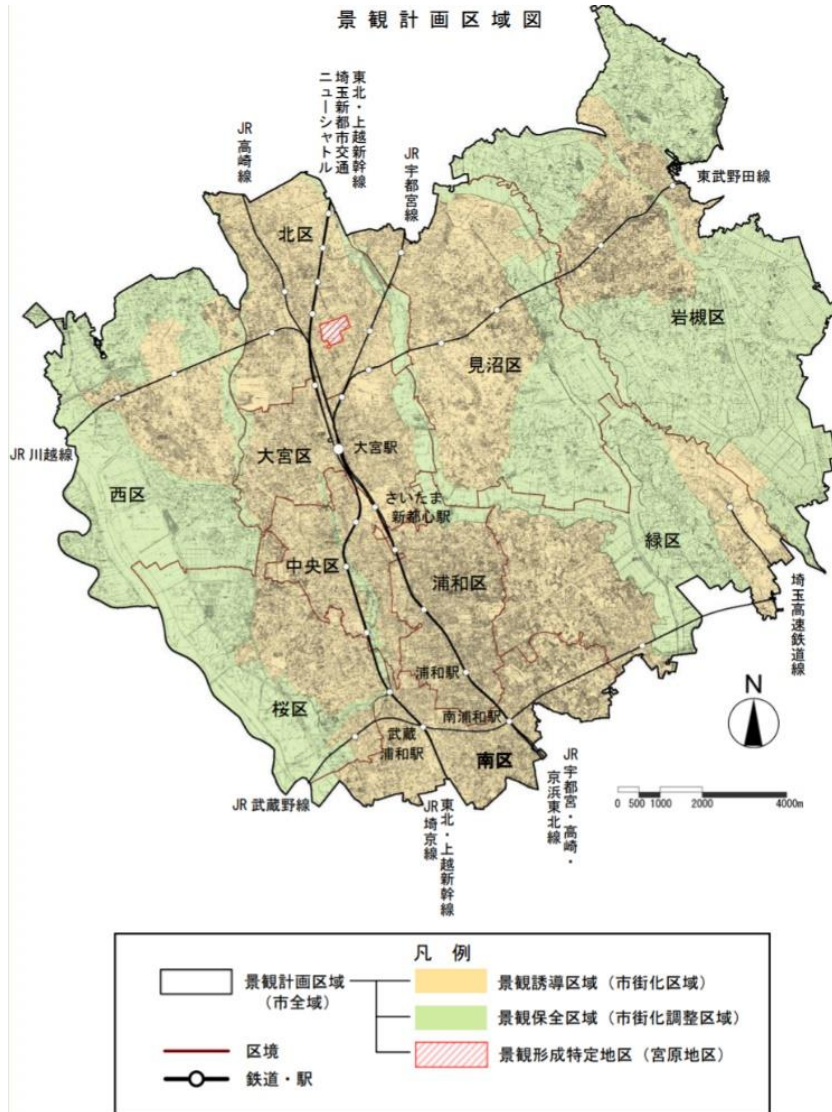 景観計画区域図
東北・上越新幹線
埼玉新都市交通
ニューシャトル
JR高崎線
JR宇都宮線
東武野田線
北区
岩槻区
見沼区
大宮区
大宮駅
JR川越線
西区
さいたま
新都心駅
緑区
中央区
浦和区
埼玉高速鉄道線
浦和駅
桜区
南浦和駅
武蔵
浦和駅
南区
N
JR武蔵野線
東北・上越新幹線
JR埼京線
JR宇都宮・高崎・
京浜東北線
0 500 1000 2000 4000m
凡 例
景観計画区域
(市全域)
景観誘導区域(市街化区域)
景観保全区域(市街化調整区域)
景観形成特定地区(宮原地区)
区境
鉄道・駅